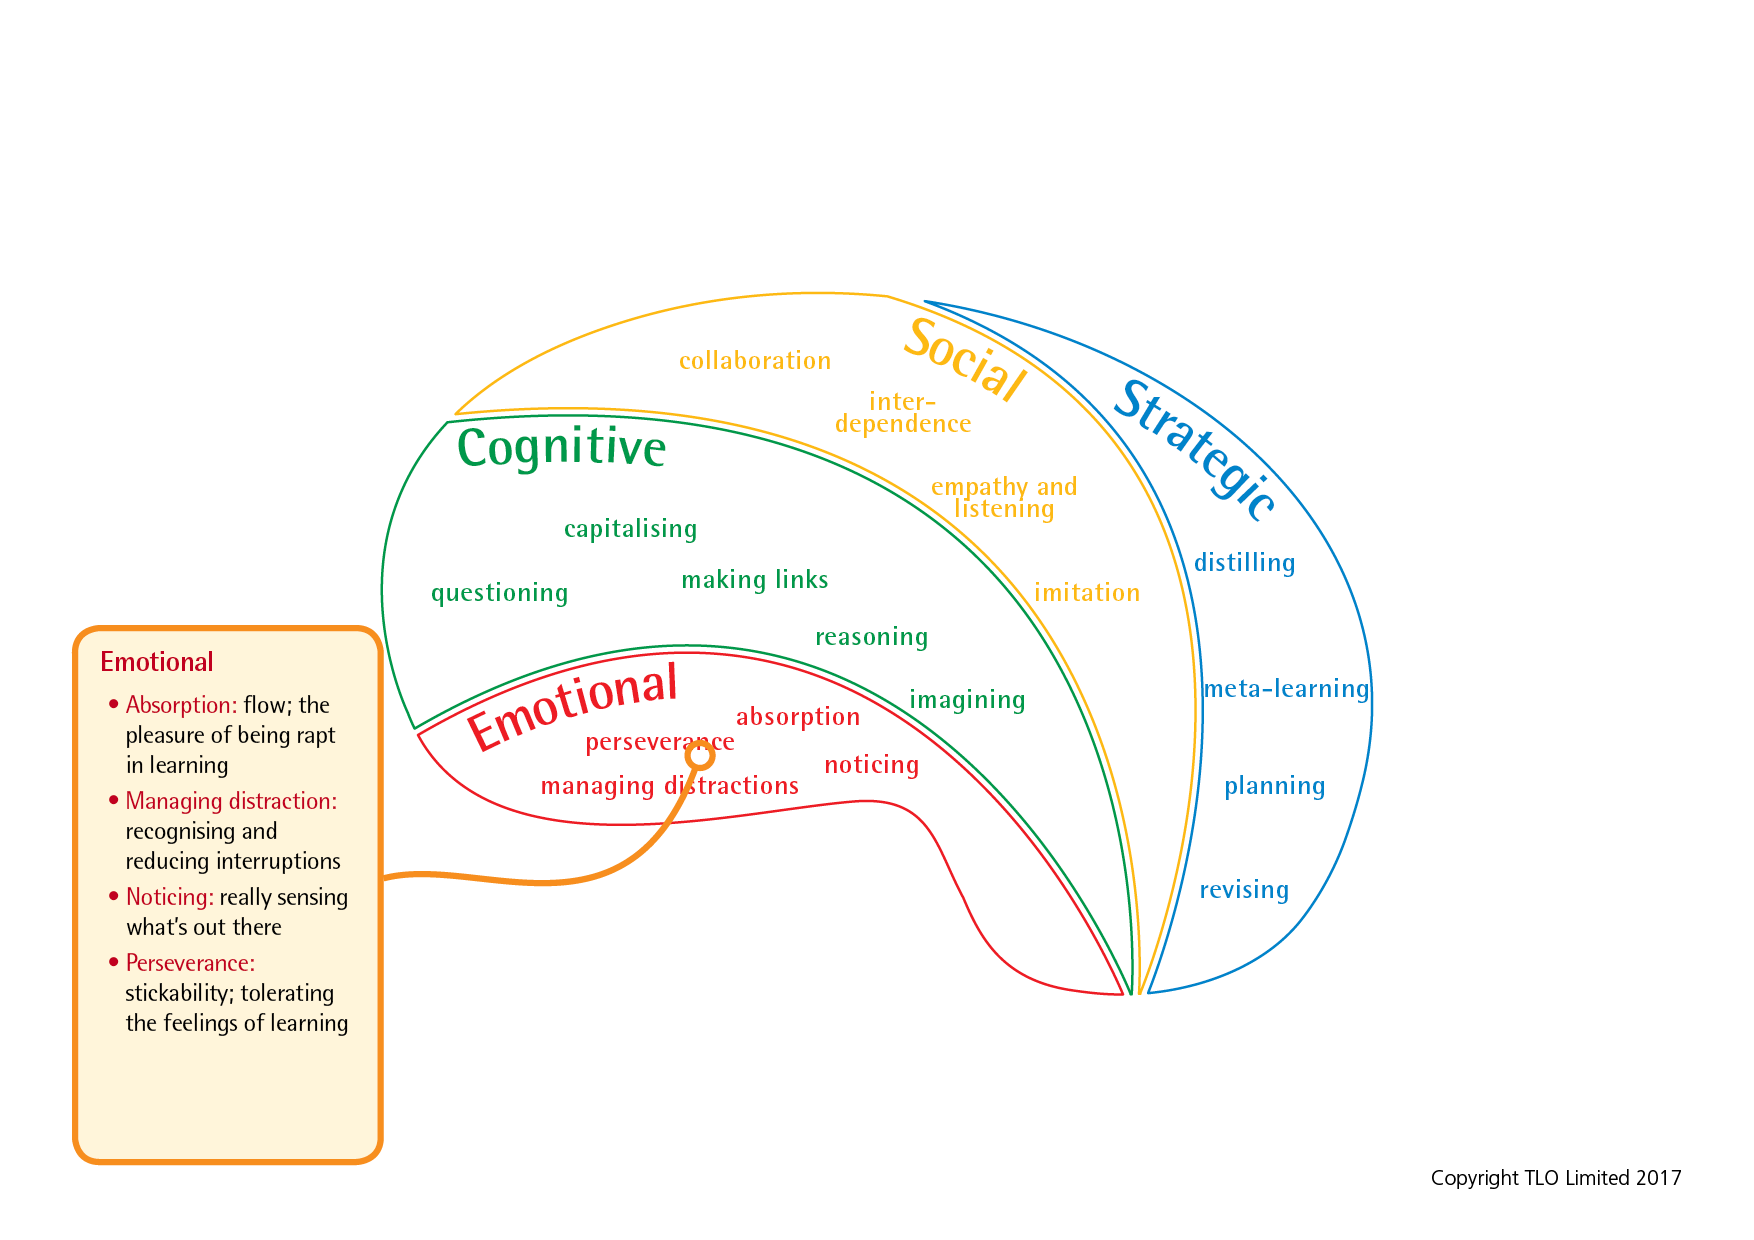 Social
collaboration
inter-
dependence
empathy and
listening
imitation
Strategic
distilling
meta-learning
planning
revising
Cognitive
capitalising
questioning
making links
reasoning
imagining
Emotional
absorption
perseverance
noticing
managing distractions
Emotional
• Absorption: flow; the
pleasure of being rapt
in learning
• Managing distraction:
recognising and
reducing interruptions
• Noticing: really sensing
what's out there
• Perseverance:
stickability; tolerating
the feelings of learning
Copyright TLO Limited 2017